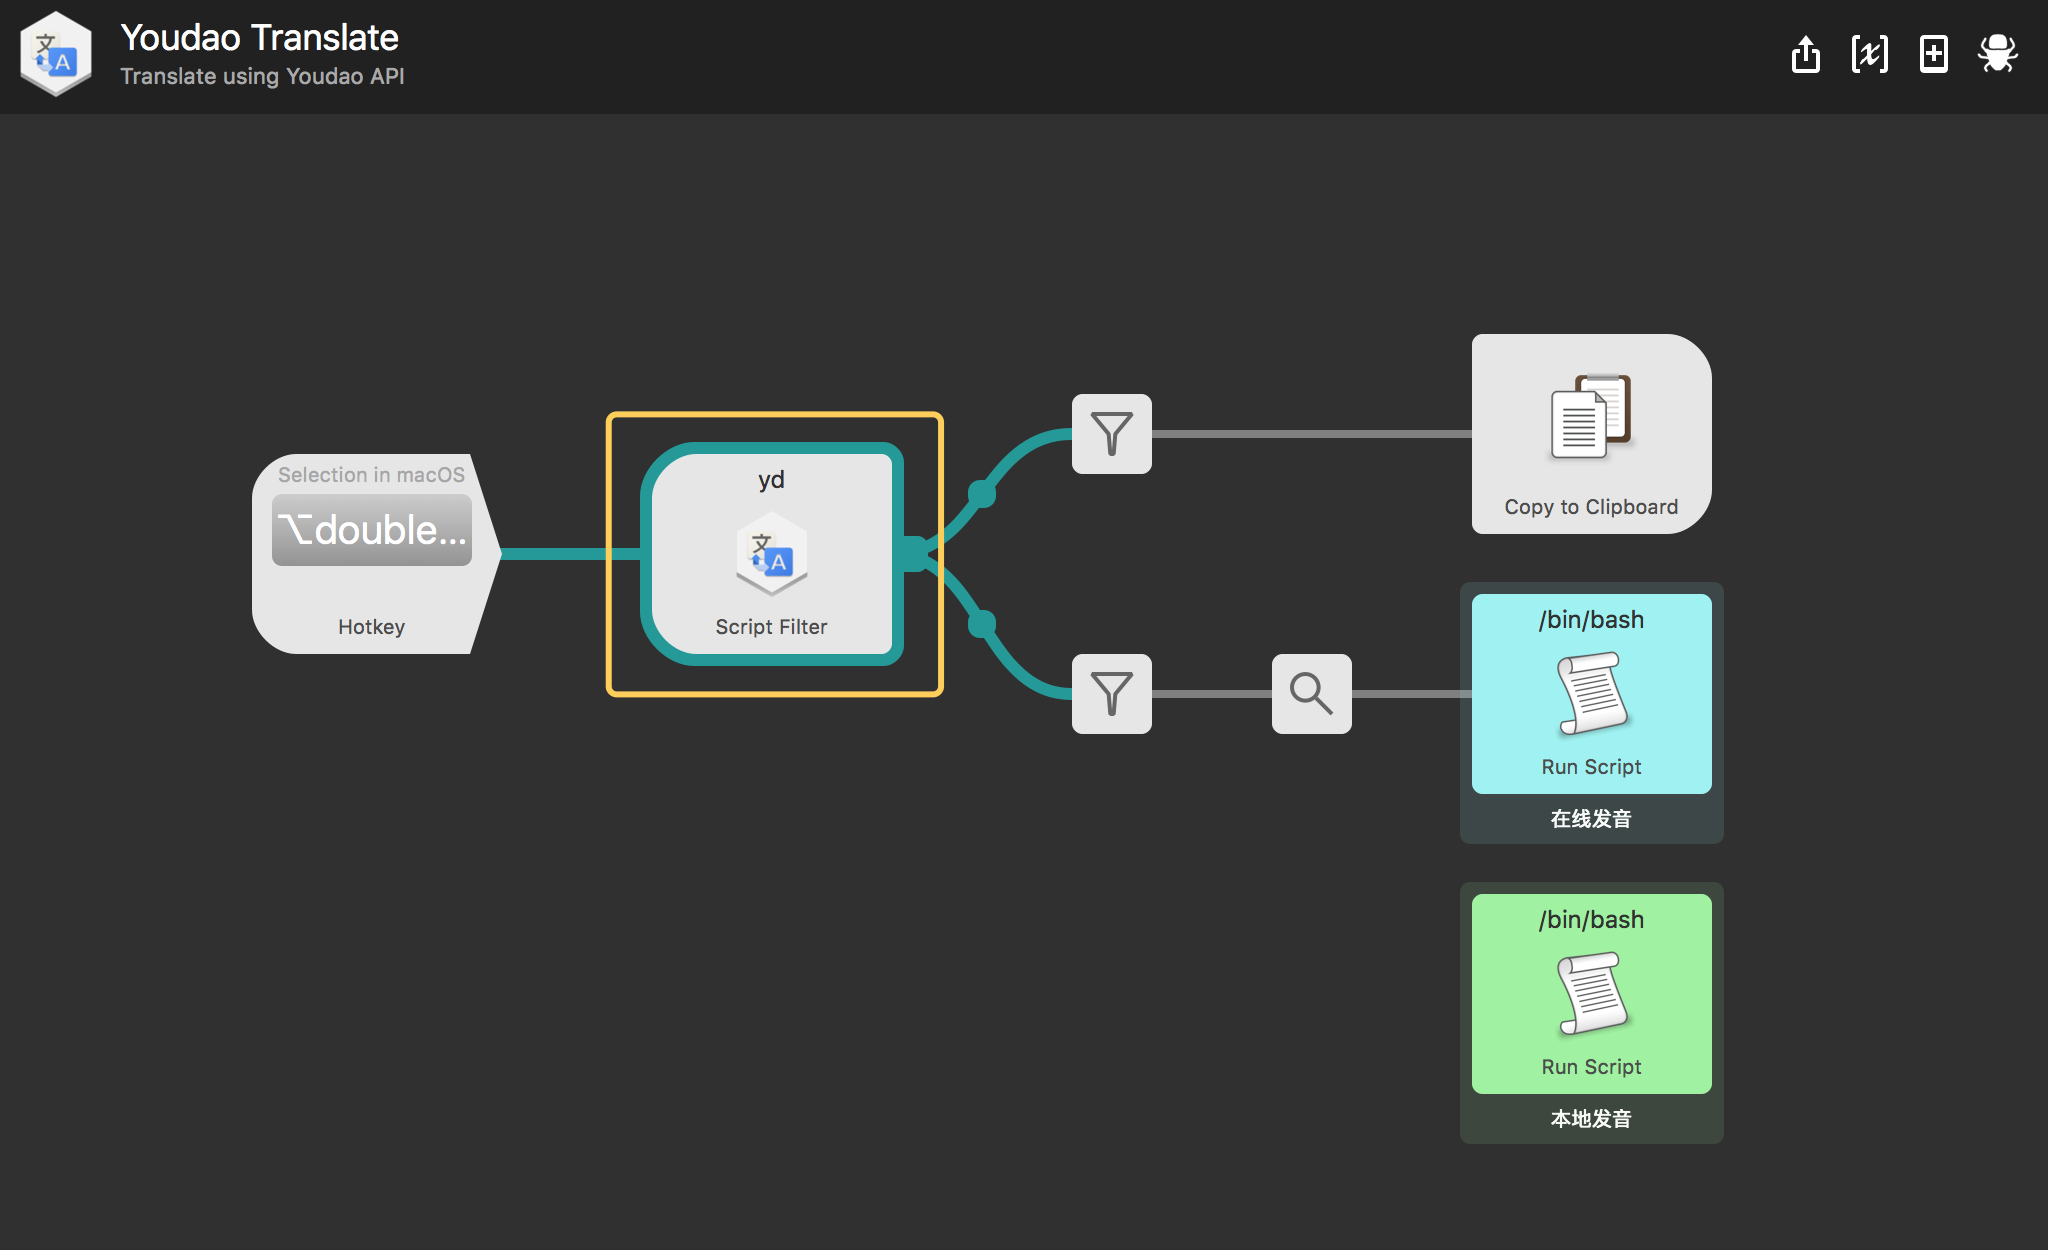 Youdao Translate
Translate using Youdao API
Selection in macOS
⌥double...
Hotkey
yd
文
A
Script Filter
Copy to Clipboard
/bin/bash
Run Script
在线发音
/bin/bash
Run Script
本地发音